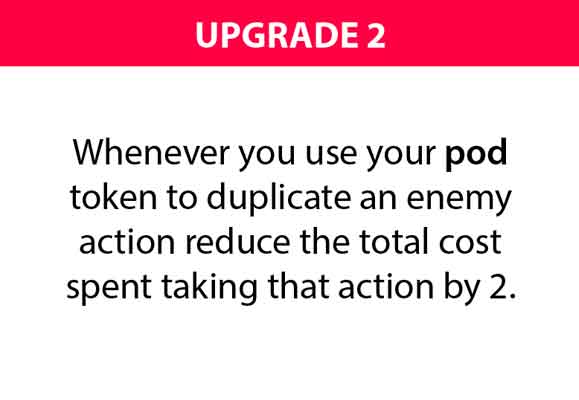 UPGRADE 2
Whenever you use your pod
token to duplicate an enemy
action reduce the total cost
spent taking that action by 2.